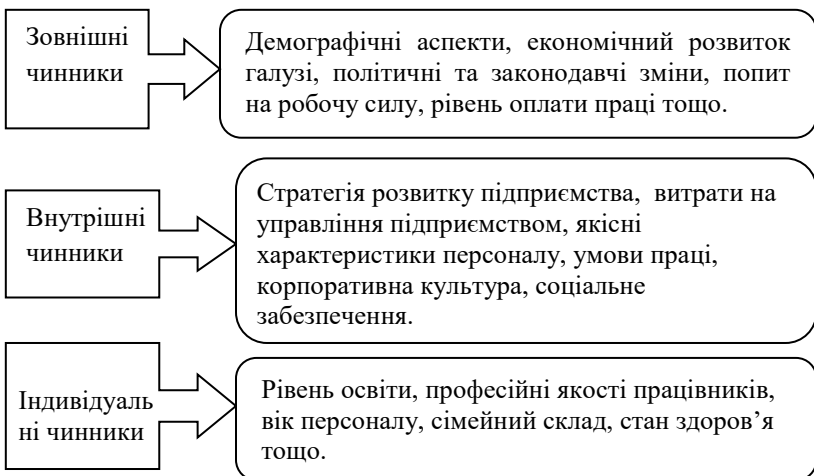 Зовнішні
чинники
Демографічні аспекти, економічний розвиток
галузі, політичні та законодавчі зміни, попит
на робочу силу, рівень оплати праці тощо.
Внутрішні
чинники
Стратегія розвитку підприємства, витрати на
управління підприємством, якісні
характеристики персоналу, умови праці,
корпоративна культура, соціальне
забезпечення.
Індивідуаль
ні чинники
Рівень освіти, професійні якості працівників,
вік персоналу, сімейний склад, стан здоров’я
тощо.